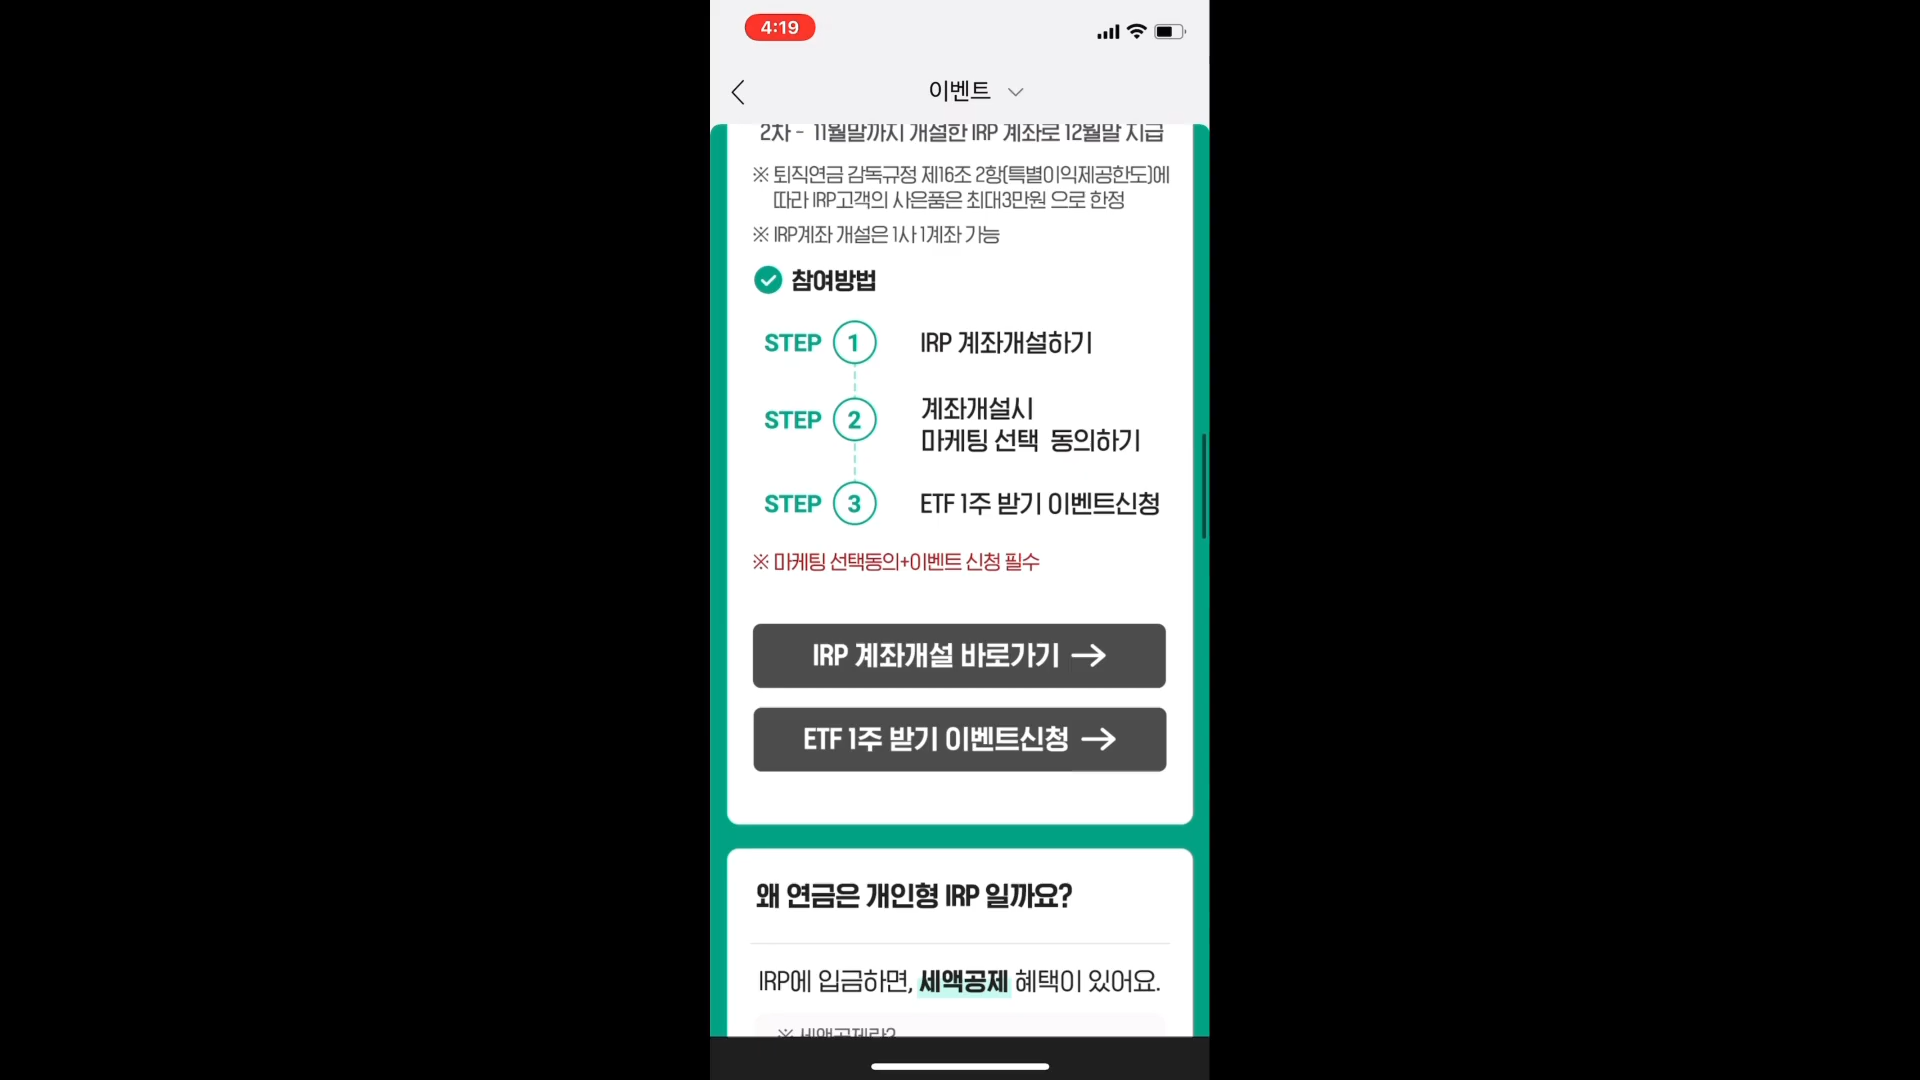 4:19
이벤트
2차 - 11월말까지 개설한 IRP 계좌로 12월말 지급
※ 퇴직연금 감독규정 제16조 2항(특별이익제공한도)에
따라 IRP고객의 사은품은 최대3만원 으로 한정
※ IRP계좌 개설은 1사 1계좌 가능
참여방법
STEP 1 IRP 계좌개설하기
STEP 2 계좌개설시
마케팅 선택 동의하기
STEP 3 ETF 1주 받기 이벤트신청
※ 마케팅 선택동의+이벤트 신청 필수
IRP 계좌개설 바로가기 →
ETF 1주 받기 이벤트신청 →
왜 연금은 개인형 IRP 일까요?
IRP에 입금하면, 세액공제 혜택이 있어요.
※ 세액공제란?